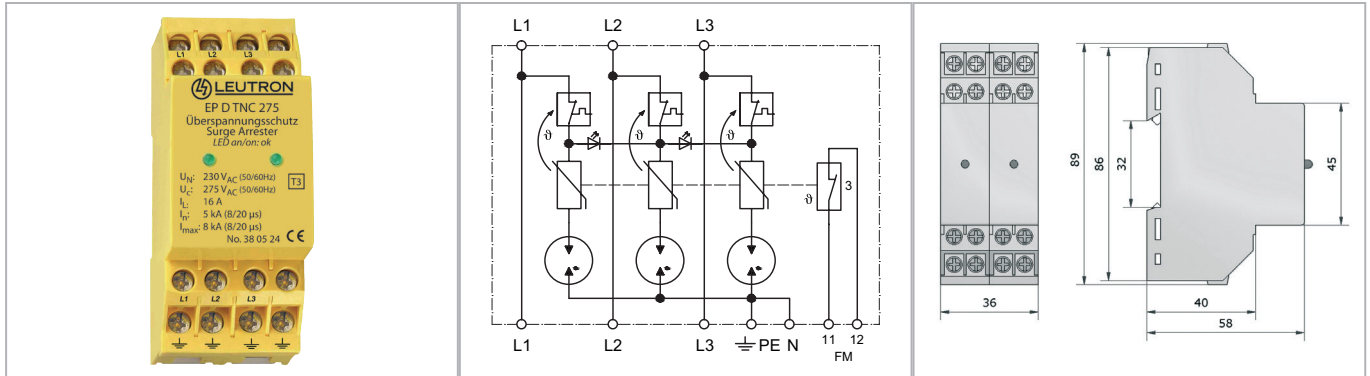 L1 L2 L3
LEUTRON
EP D TNC 275
Überspannungsschutz
Surge Arrester
LED an/on: ok
UN: 230 VAC (50/60Hz)
Uc: 275 VAC (50/60Hz)
IL: 16 A
In: 5 kA (8/20 µs)
Imax: 8 kA (8/20 µs)
No. 38 05 24 CE
T3
L1 L2 L3
L1 L2 L3
ϑ ϑ ϑ
ϑ 3
L1 L2 L3 PE N 11 12
FM
89
86
32
45
36
40
58